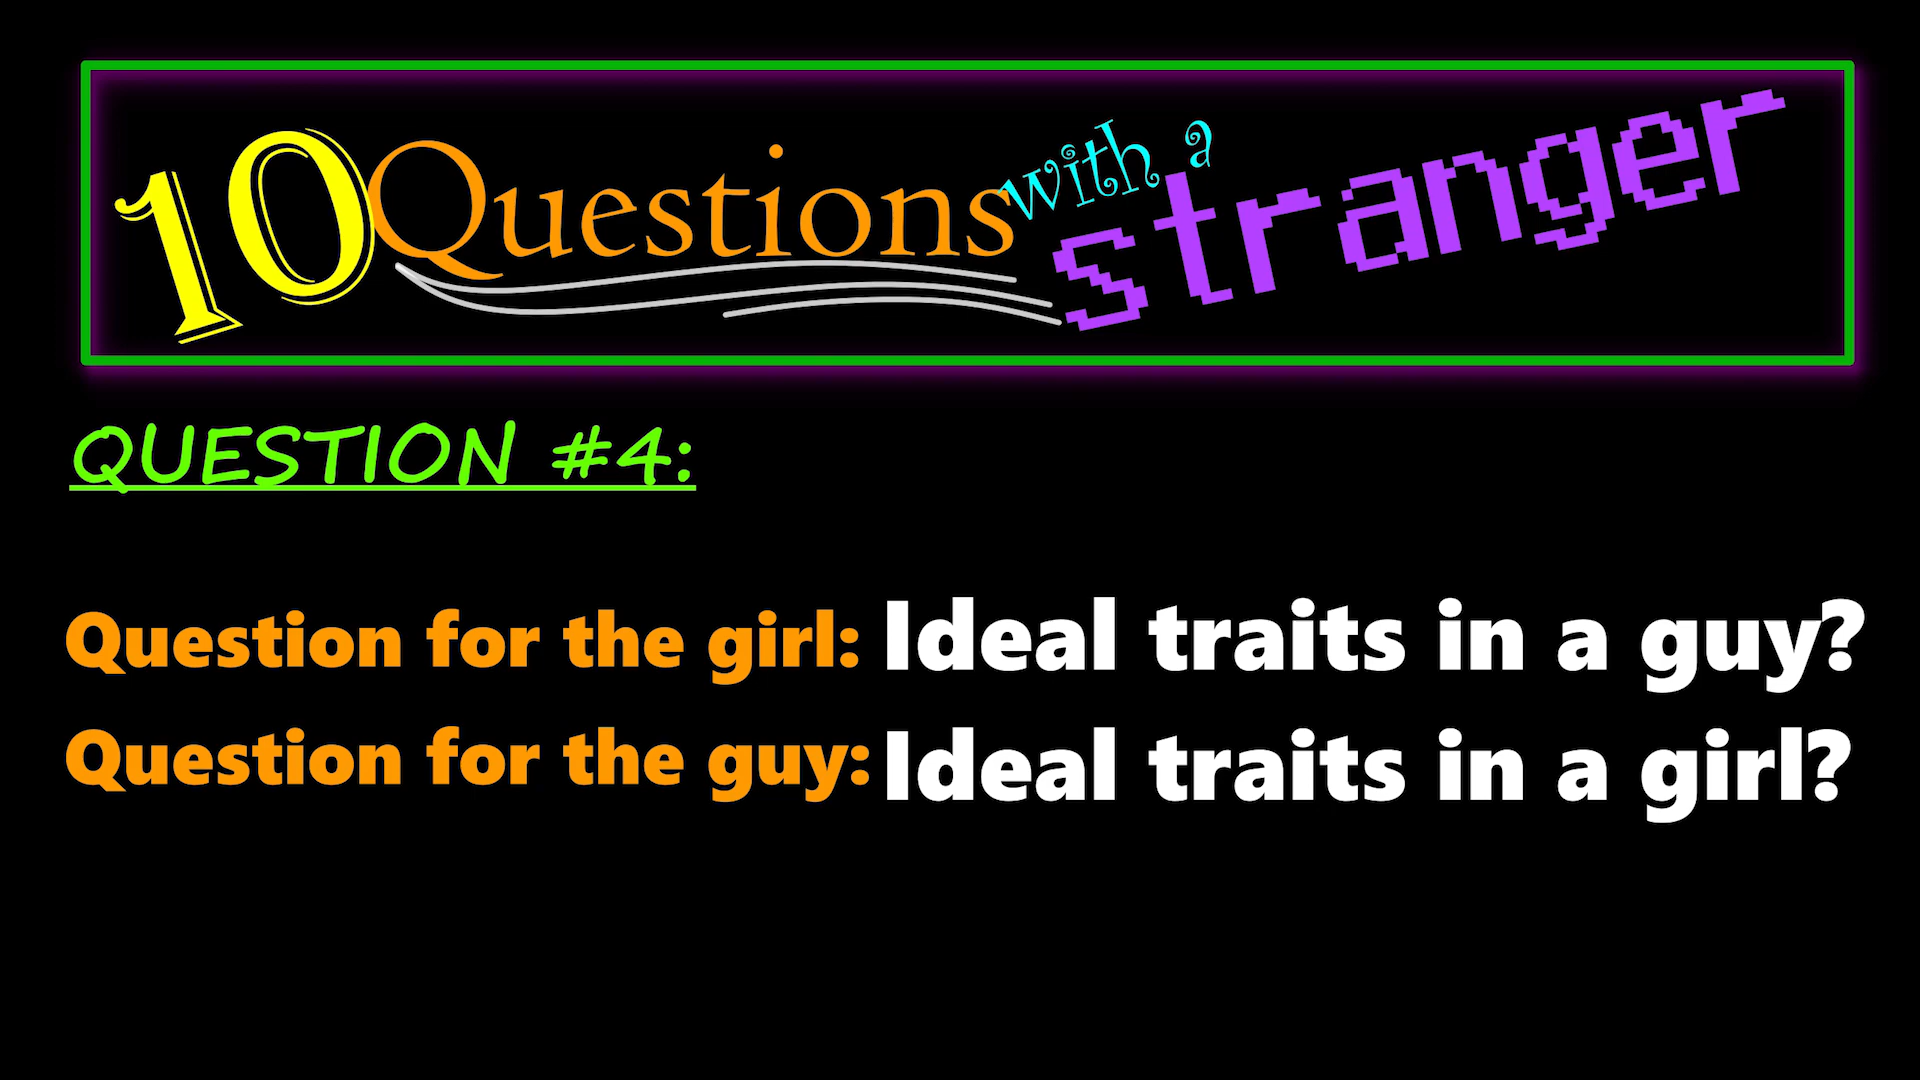 10 Questions with a stranger
QUESTION #4:
Question for the girl: Ideal traits in a guy?
Question for the guy: Ideal traits in a girl?